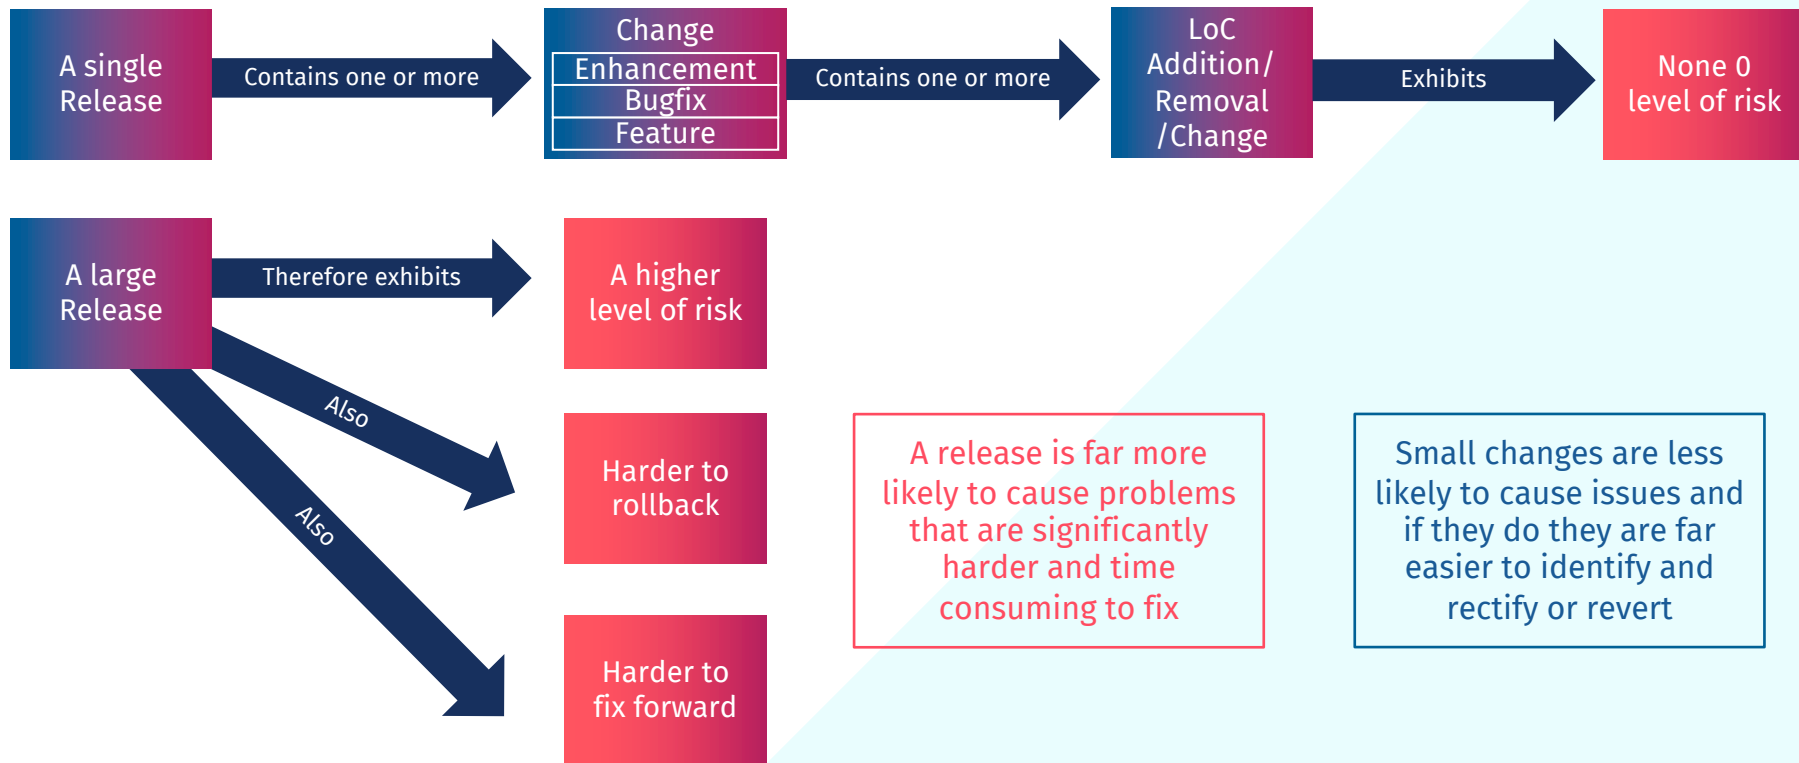 A single
Release
Contains one or more
Change
Enhancement
Bugfix
Feature
Contains one or more
LoC
Addition/
Removal
/Change
Exhibits
None 0
level of risk
A large
Release
Therefore exhibits
A higher
level of risk
Also
Harder to
rollback
Also
Harder to
fix forward
A release is far more
likely to cause problems
that are significantly
harder and time
consuming to fix
Small changes are less
likely to cause issues and
if they do they are far
easier to identify and
rectify or revert